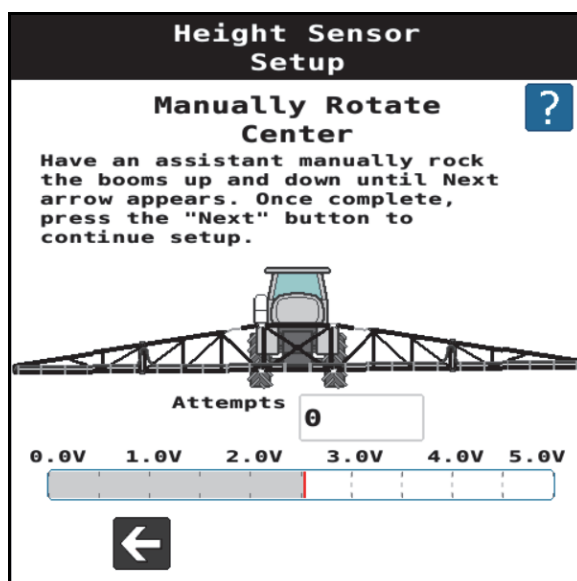 Height Sensor
Setup
Manually Rotate
Center
?
Have an assistant manually rock
the booms up and down until Next
arrow appears. Once complete,
press the "Next" button to
continue setup.
Attempts 0
0.0V 1.0V 2.0V 3.0V 4.0V 5.0V